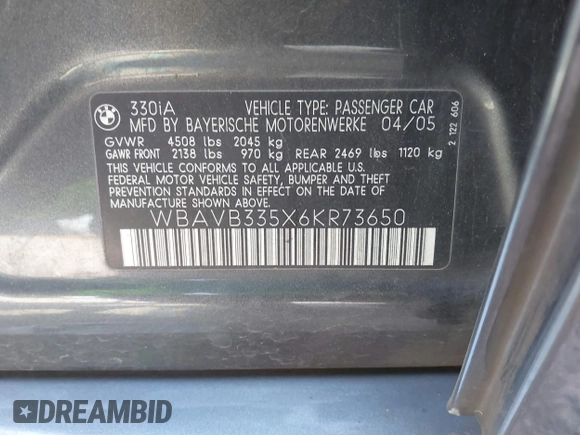 BMW
330iA VEHICLE TYPE: PASSENGER CAR
MFD BY BAYERISCHE MOTORENWERKE 04/05
GVWR 4508 lbs 2045 kg
GAWR FRONT 2138 lbs 970 kg REAR 2469 lbs 1120 kg
THIS VEHICLE CONFORMS TO ALL APPLICABLE U.S.
FEDERAL MOTOR VEHICLE SAFETY, BUMPER AND
THEFT PREVENTION STANDARDS IN EFFECT ON THE DATE OF
MANUFACTURE SHOWN ABOVE.
WBAVB335X6KR73650
2 122 606
DREAMBID